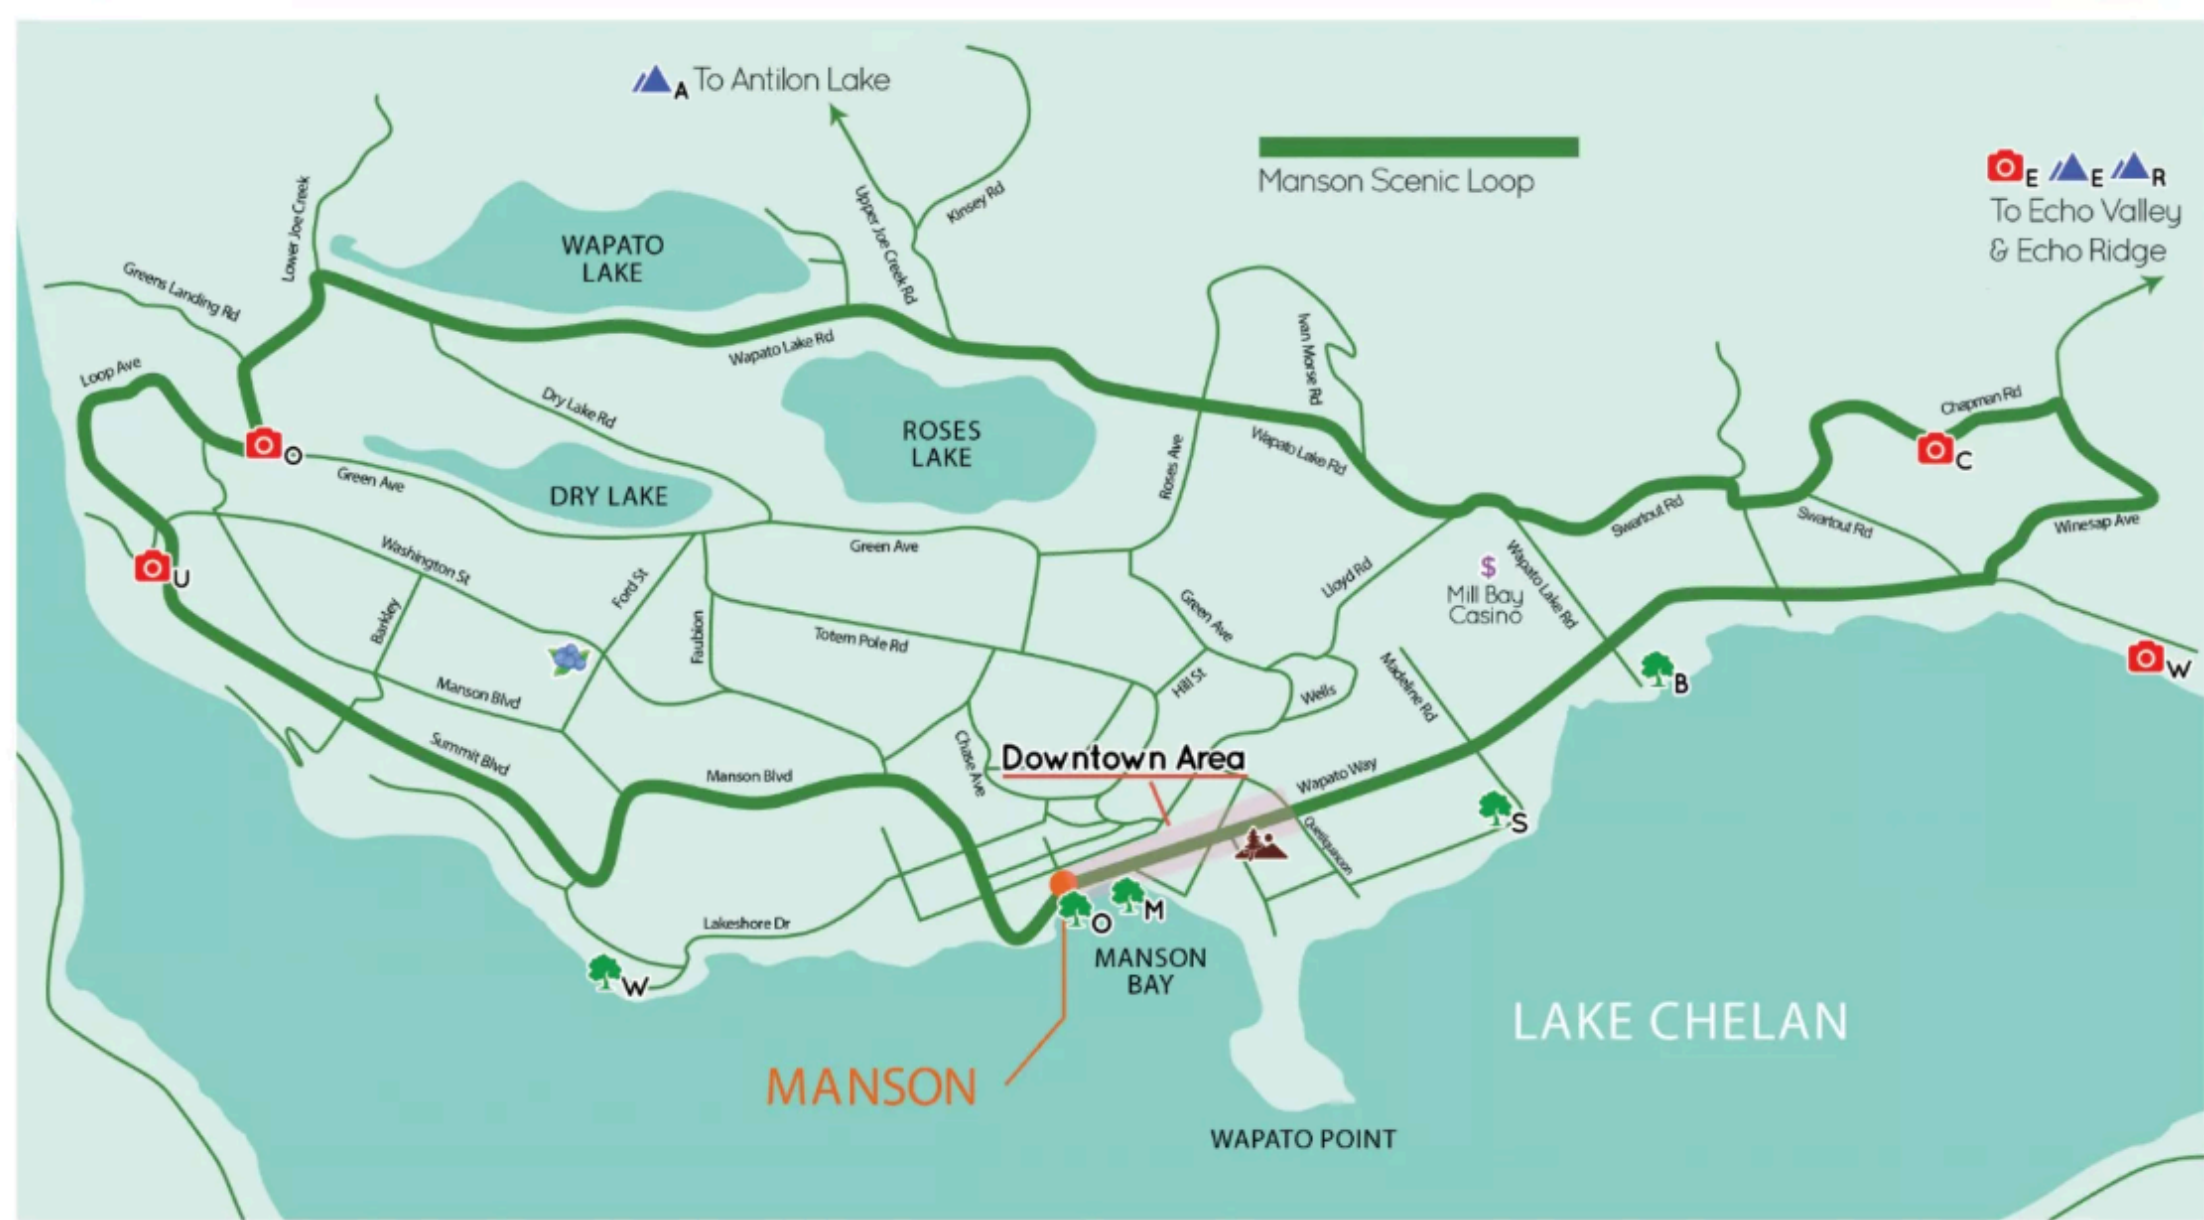 A To Antilon Lake
Manson Scenic Loop
E E R
To Echo Valley
& Echo Ridge
Lower Joe Creek
Upper Joe Creek Rd
Kinsey Rd
WAPATO
LAKE
Greens Landing Rd
Loop Ave
Wapato Lake Rd
Ivan Morse Rd
Chapman Rd
Dry Lake Rd
ROSES
LAKE
Wapato Lake Rd
Roses Ave
C
O
Green Ave
DRY LAKE
Swartout Rd
Swartout Rd
Winesap Ave
Washington St
Green Ave
U
Ford St
Lloyd Rd
$
Mill Bay
Casino
Wapato Lake Rd
Barkley
Faubion
Totem Pole Rd
Green Ave
W
B
Manson Blvd
Hill St
Wells
Madeline Rd
Summit Blvd
Manson Blvd
Chase Ave
Downtown Area
Wapato Way
S
Lakeshore Dr
O
M
W
MANSON
BAY
LAKE CHELAN
MANSON
WAPATO POINT